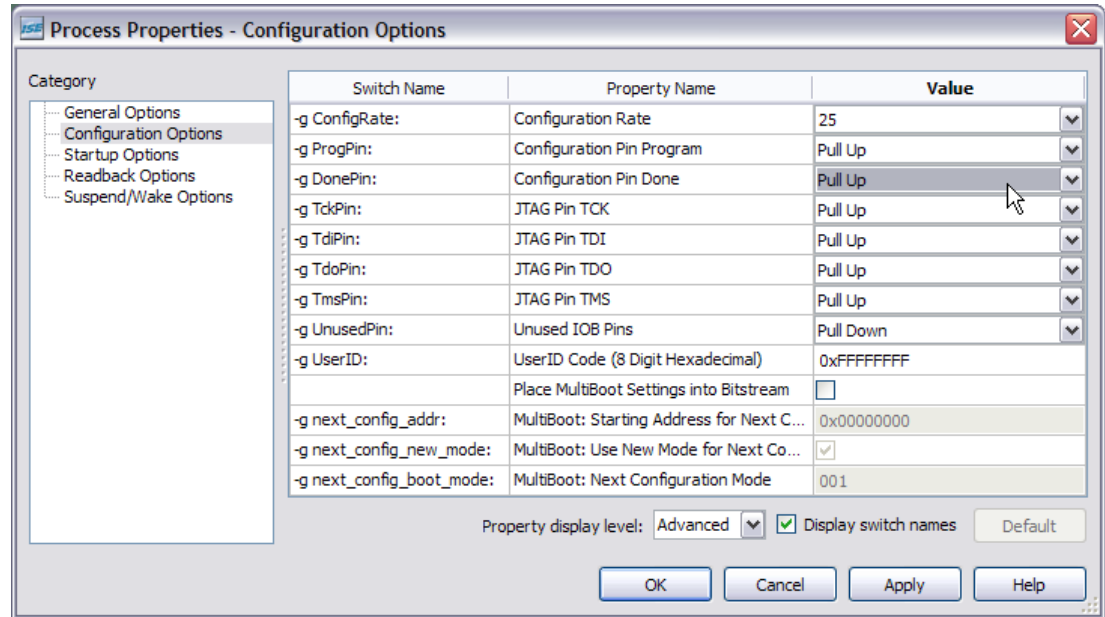 ISE Process Properties - Configuration Options
Category
General Options
Configuration Options
Startup Options
Readback Options
Suspend/Wake Options
Switch Name Property Name Value
-g ConfigRate: Configuration Rate 25
-g ProgPin: Configuration Pin Program Pull Up
-g DonePin: Configuration Pin Done Pull Up
-g TckPin: JTAG Pin TCK Pull Up
-g TdiPin: JTAG Pin TDI Pull Up
-g TdoPin: JTAG Pin TDO Pull Up
-g TmsPin: JTAG Pin TMS Pull Up
-g UnusedPin: Unused IOB Pins Pull Down
-g UserID: UserID Code (8 Digit Hexadecimal) 0xFFFFFFFF
Place MultiBoot Settings into Bitstream
-g next_config_addr: MultiBoot: Starting Address for Next C... 0x00000000
-g next_config_new_mode: MultiBoot: Use New Mode for Next Co...
-g next_config_boot_mode: MultiBoot: Next Configuration Mode 001
Property display level: Advanced Display switch names Default
OK Cancel Apply Help